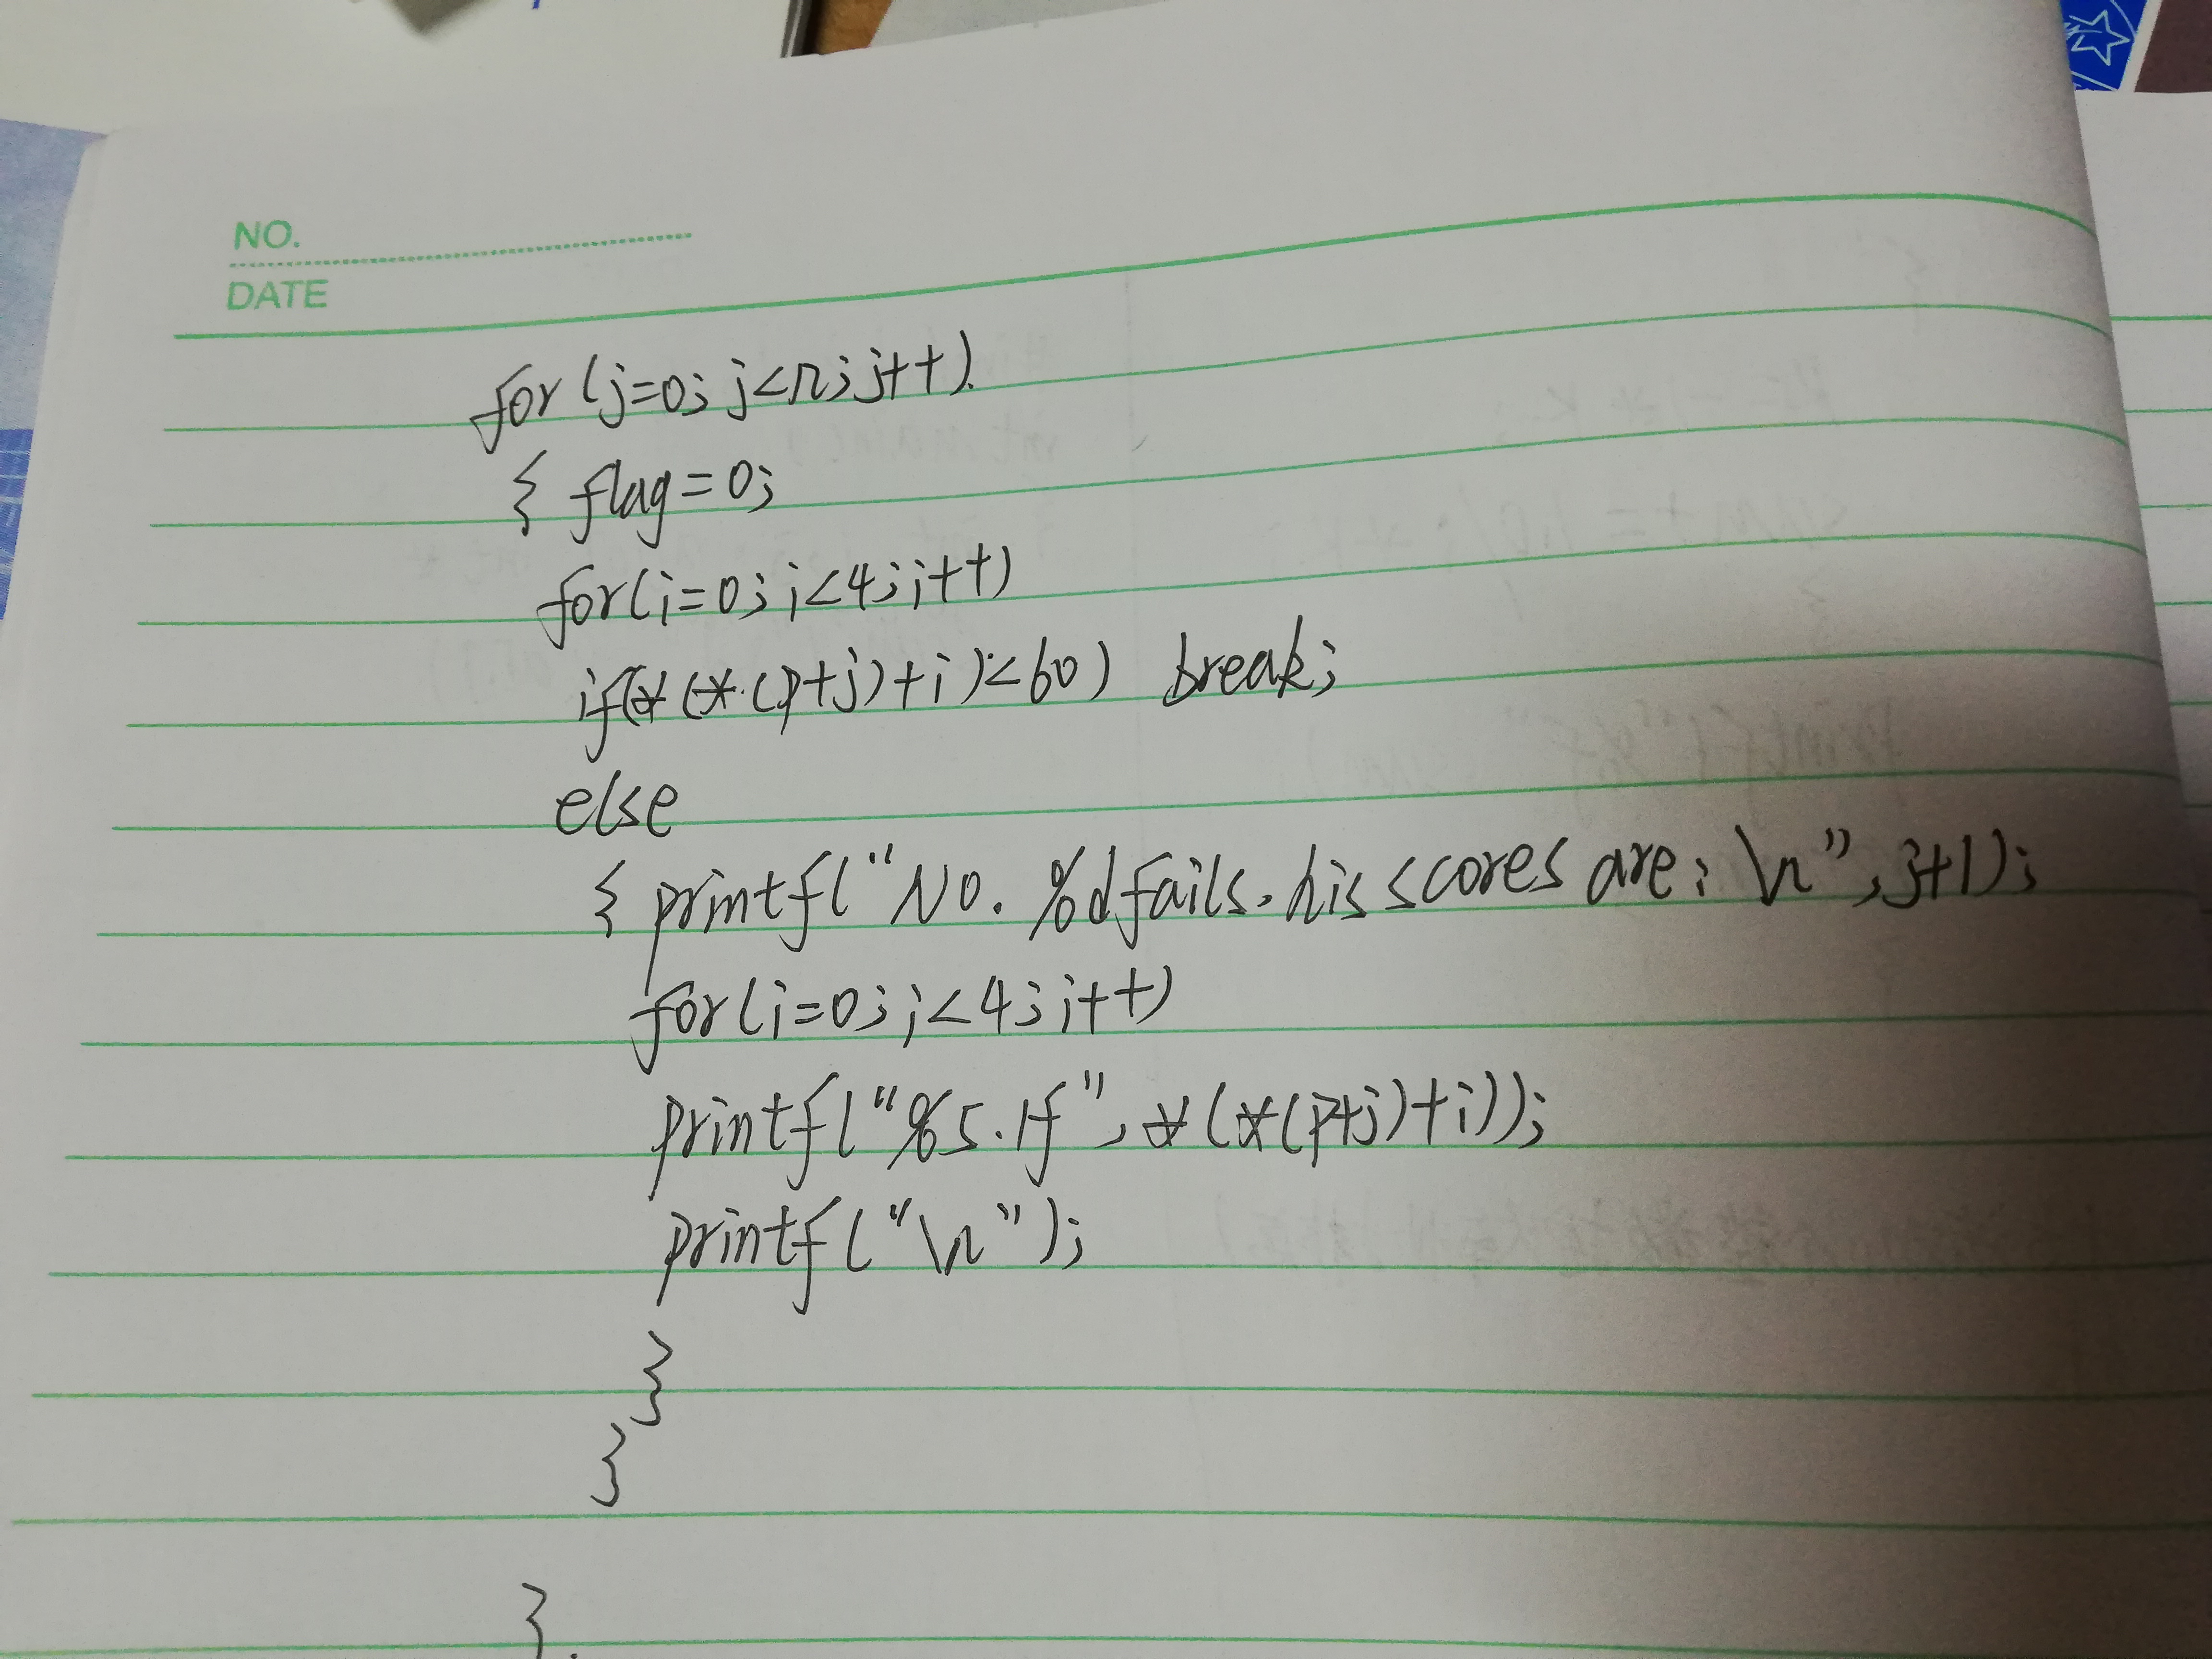 NO.
DATE
for (j=0; j<n; j++).
{ flag=0;
for(i=0; i<4; i++)
if(*(*(p+j)+i)<60) break;
else
{ printf("No. %d fails. his scores are: \n", j+1);
for(i=0; i<4; i++)
printf("%5.1f", *(*(p+j)+i));
printf("\n");
}
}
}